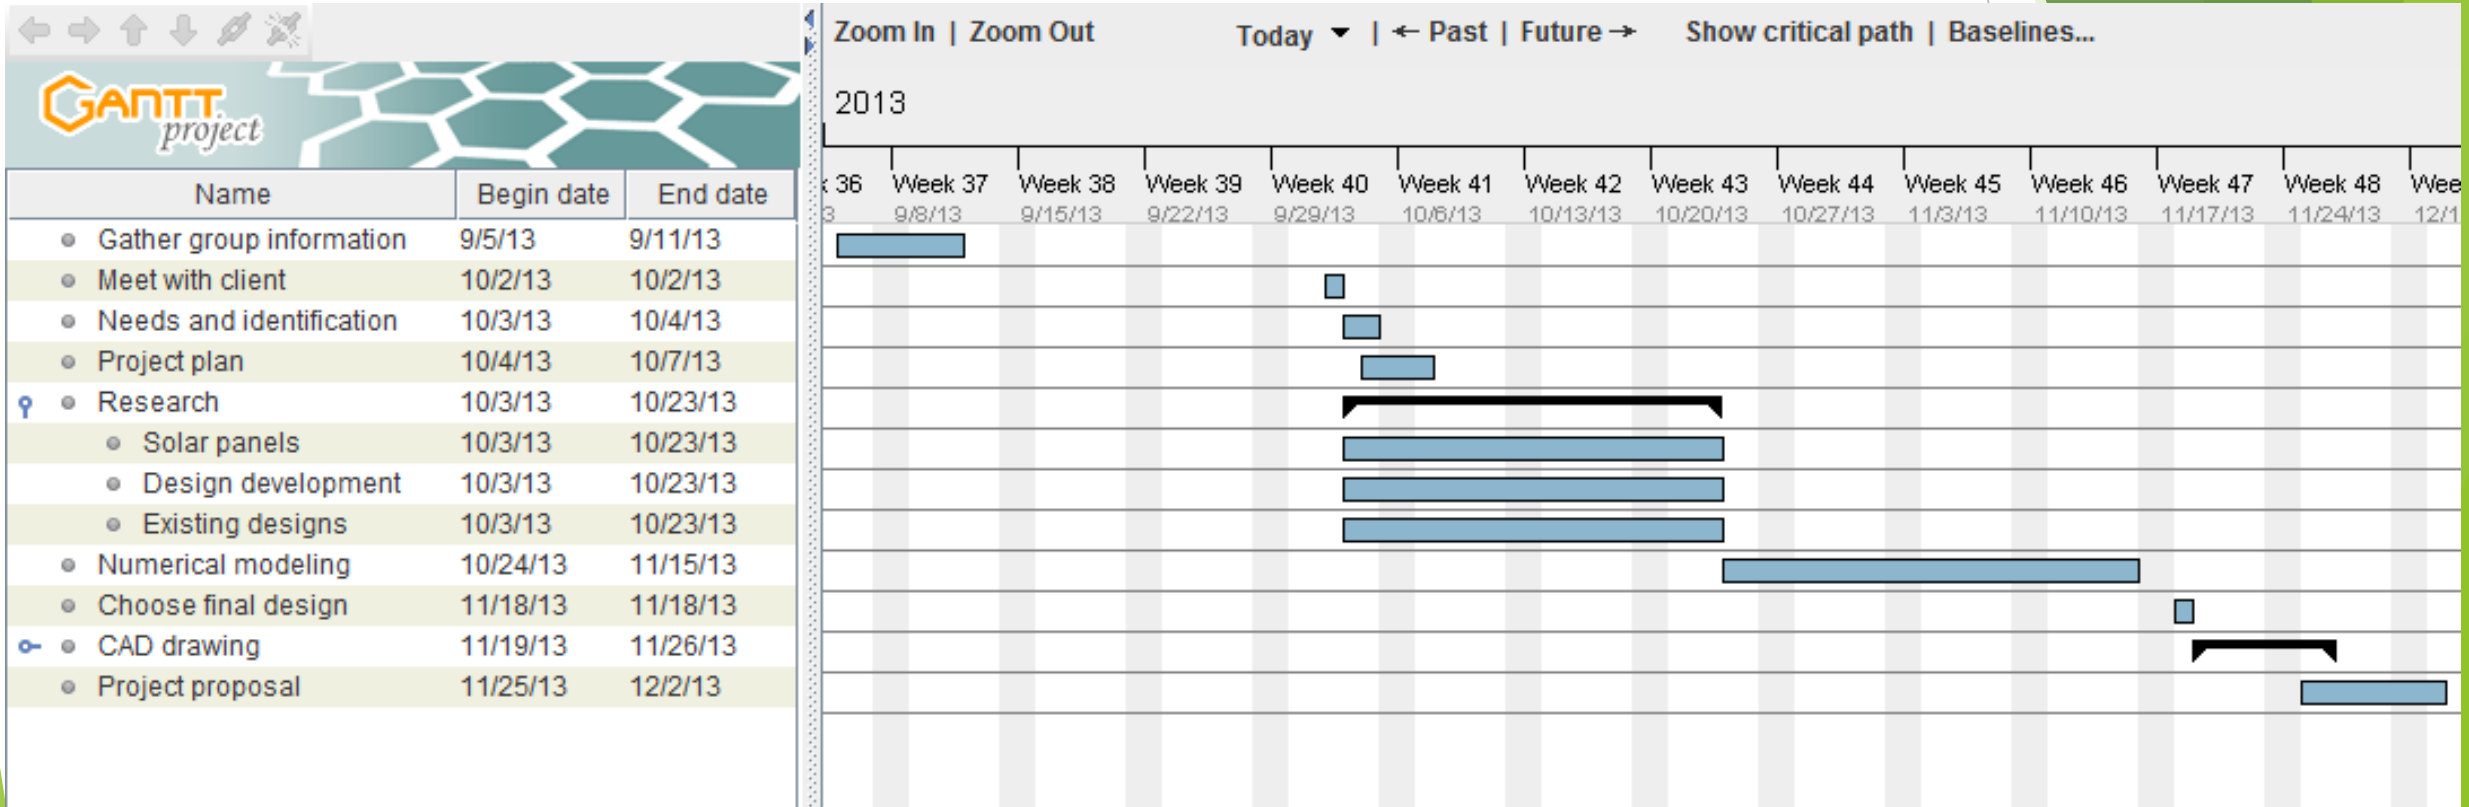 Zoom In | Zoom Out Today ▼ | ← Past | Future → Show critical path | Baselines...
GANTT
project
2013
Name Begin date End date
36 Week 37 Week 38 Week 39 Week 40 Week 41 Week 42 Week 43 Week 44 Week 45 Week 46 Week 47 Week 48 Wee
3 9/8/13 9/15/13 9/22/13 9/29/13 10/6/13 10/13/13 10/20/13 10/27/13 11/3/13 11/10/13 11/17/13 11/24/13 12/1
Gather group information 9/5/13 9/11/13
Meet with client 10/2/13 10/2/13
Needs and identification 10/3/13 10/4/13
Project plan 10/4/13 10/7/13
Research 10/3/13 10/23/13
Solar panels 10/3/13 10/23/13
Design development 10/3/13 10/23/13
Existing designs 10/3/13 10/23/13
Numerical modeling 10/24/13 11/15/13
Choose final design 11/18/13 11/18/13
CAD drawing 11/19/13 11/26/13
Project proposal 11/25/13 12/2/13